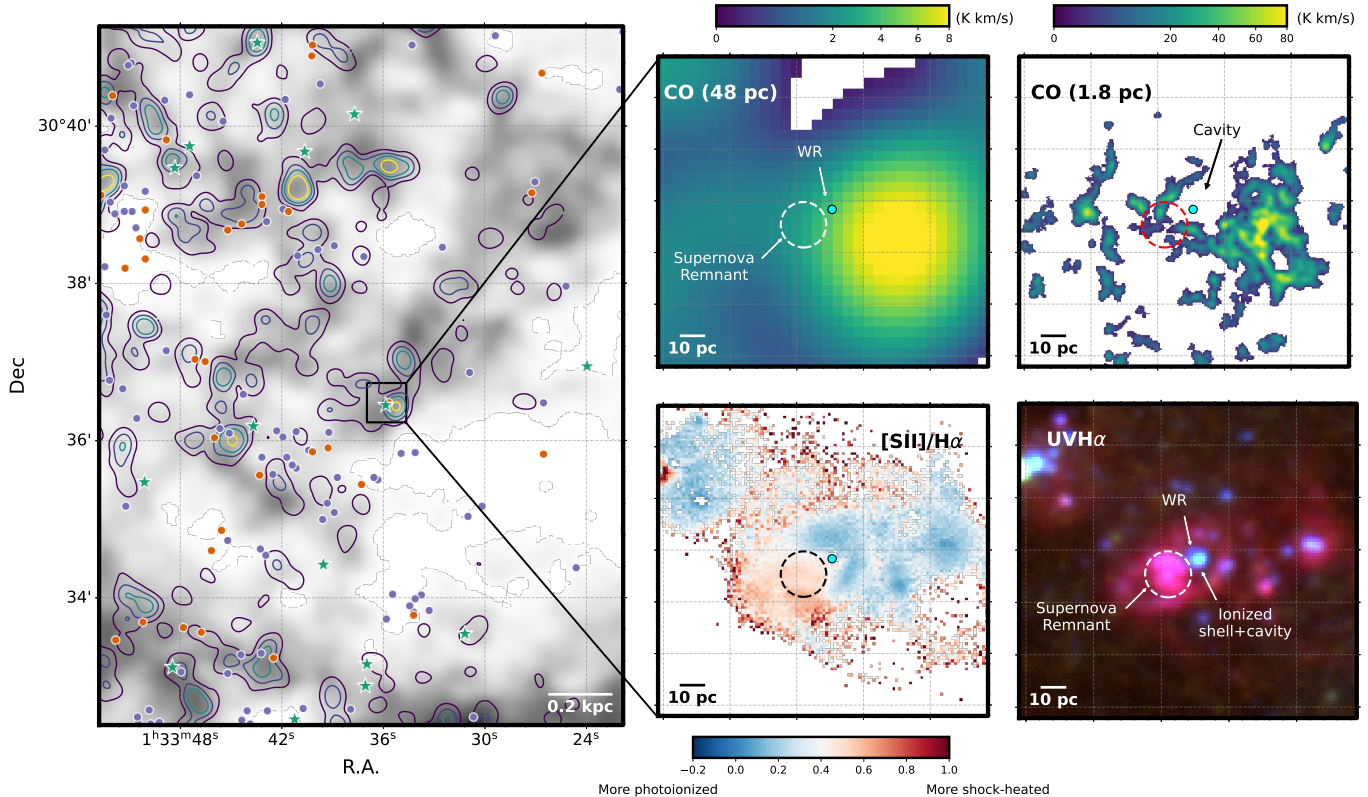 (K km/s)
0 2 4 6 8
(K km/s)
0 20 40 60 80
30°40'
38'
36'
34'
Dec
1ʰ33ᵐ48ˢ 42ˢ 36ˢ 30ˢ 24ˢ
R.A.
0.2 kpc
CO (48 pc)
WR
Supernova
Remnant
10 pc
CO (1.8 pc)
Cavity
10 pc
[SII]/Hα
10 pc
UVHα
WR
Supernova
Remnant
Ionized
shell+cavity
10 pc
−0.2 0.0 0.2 0.4 0.6 0.8 1.0
More photoionized
More shock-heated